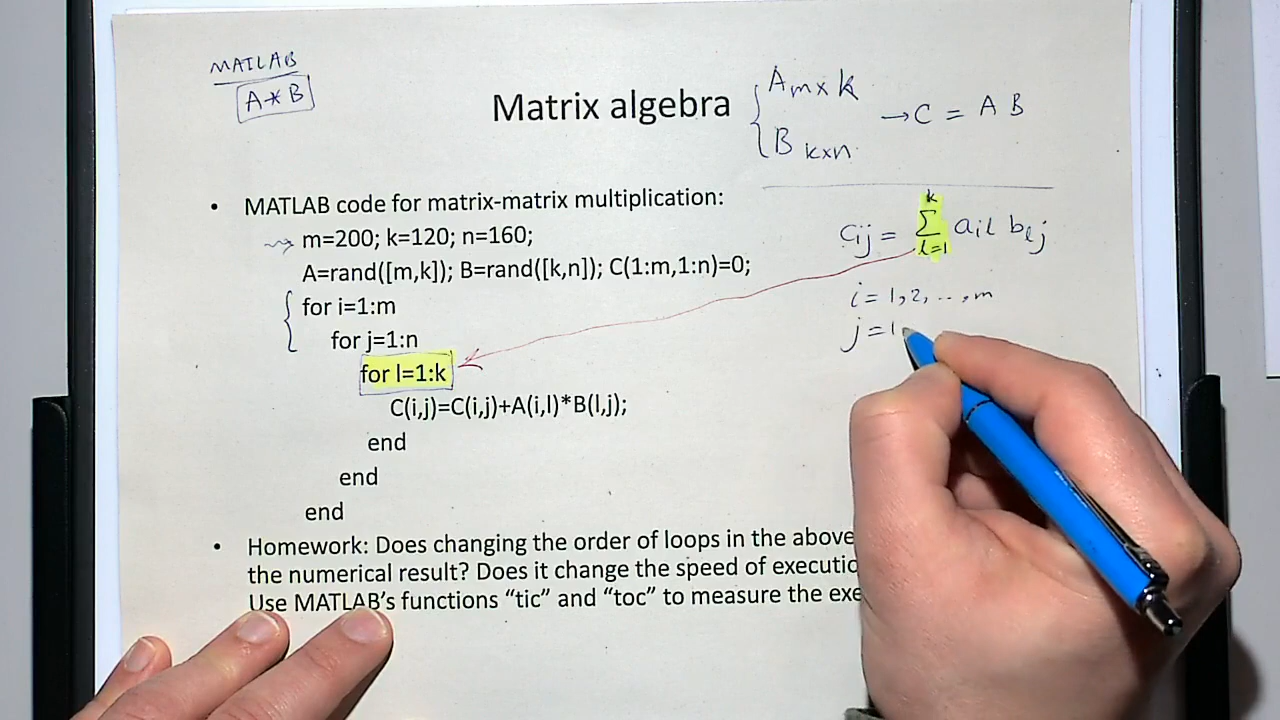 MATLAB
A*B
Matrix algebra
A m×k
B k×n
→ C = A B
• MATLAB code for matrix-matrix multiplication:
m=200; k=120; n=160;
A=rand([m,k]); B=rand([k,n]); C(1:m,1:n)=0;
for i=1:m
for j=1:n
for l=1:k
C(i,j)=C(i,j)+A(i,l)*B(l,j);
end
end
end
k
Cij = Σ ail blj
l=1
i = 1,2, .. , m
j = 1
• Homework: Does changing the order of loops in the above
the numerical result? Does it change the speed of
Use MATLAB's functions “tic” and “toc” to measure the